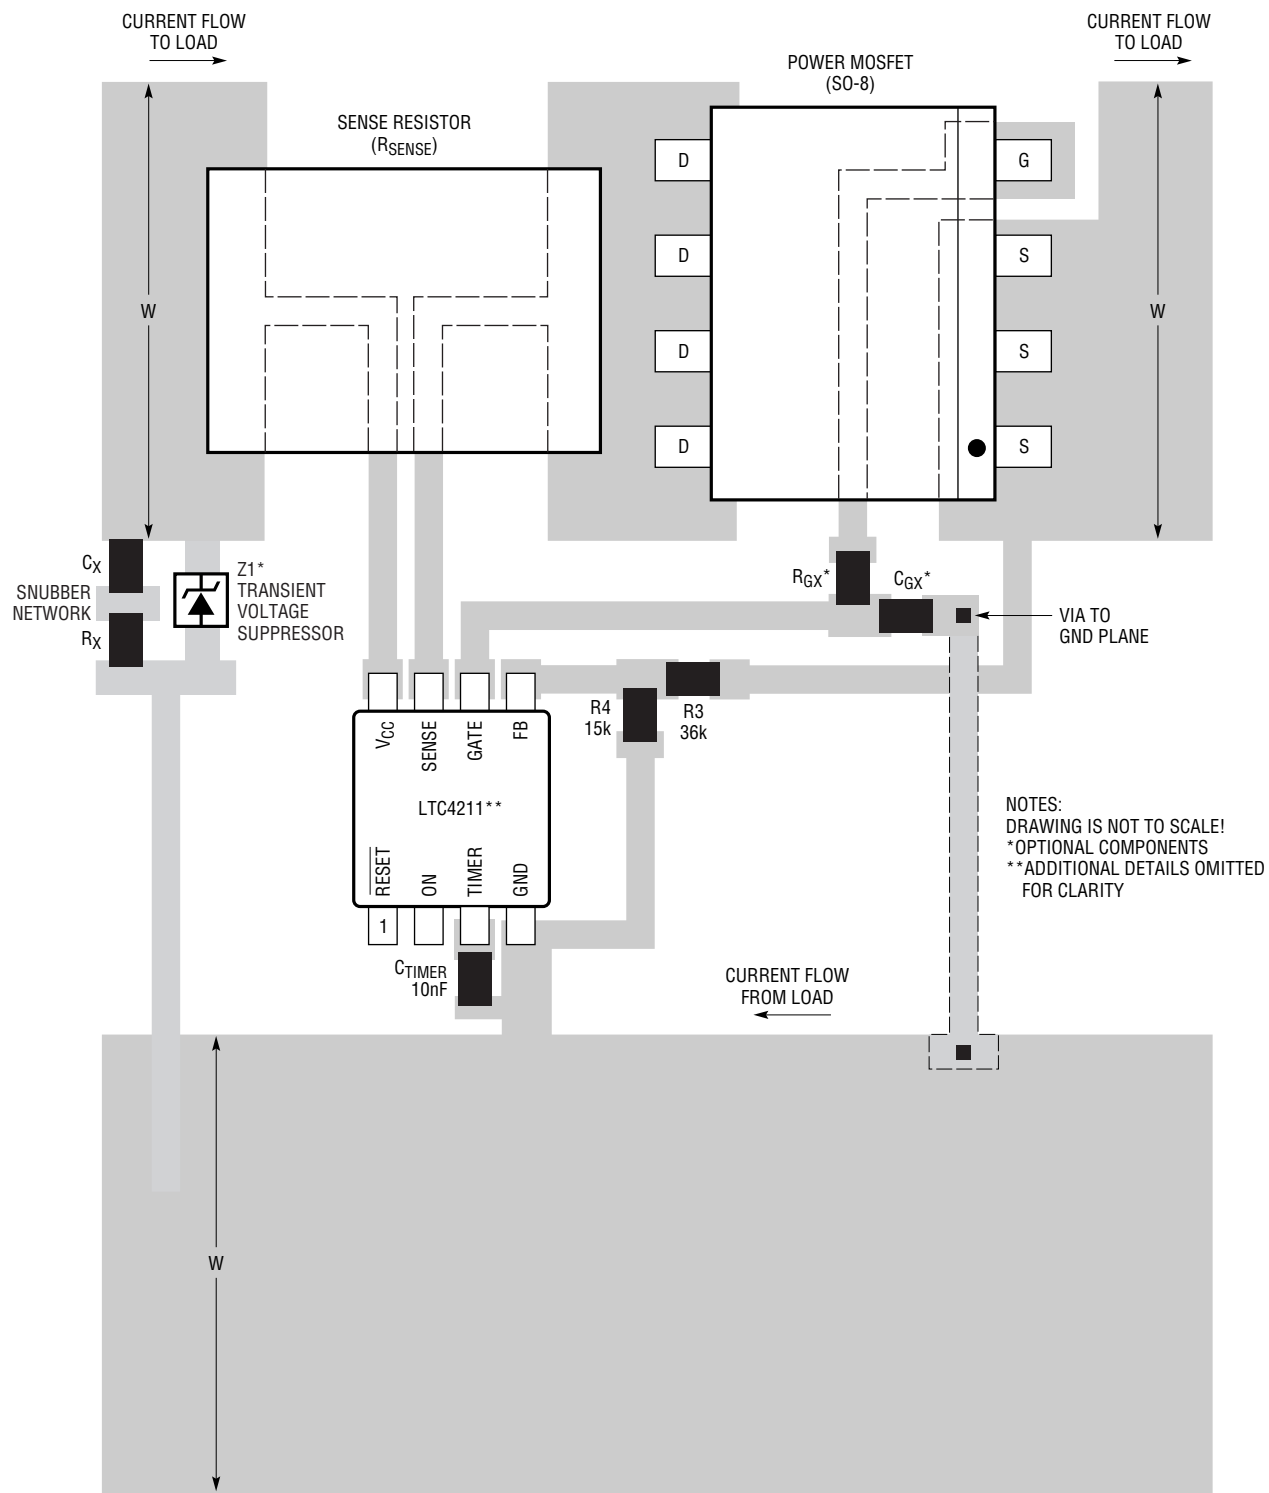 CURRENT FLOW
TO LOAD
CURRENT FLOW
TO LOAD
POWER MOSFET
(SO-8)
SENSE RESISTOR
(RSENSE)
D
G
D
S
W
W
D
S
D
S
CX
SNUBBER
NETWORK
RX
Z1*
TRANSIENT
VOLTAGE
SUPPRESSOR
RGX*
CGX*
VIA TO
GND PLANE
R4
15k
R3
36k
VCC
SENSE
GATE
FB
LTC4211**
RESET
ON
TIMER
GND
1
NOTES:
DRAWING IS NOT TO SCALE!
*OPTIONAL COMPONENTS
**ADDITIONAL DETAILS OMITTED
FOR CLARITY
CTIMER
10nF
CURRENT FLOW
FROM LOAD
W